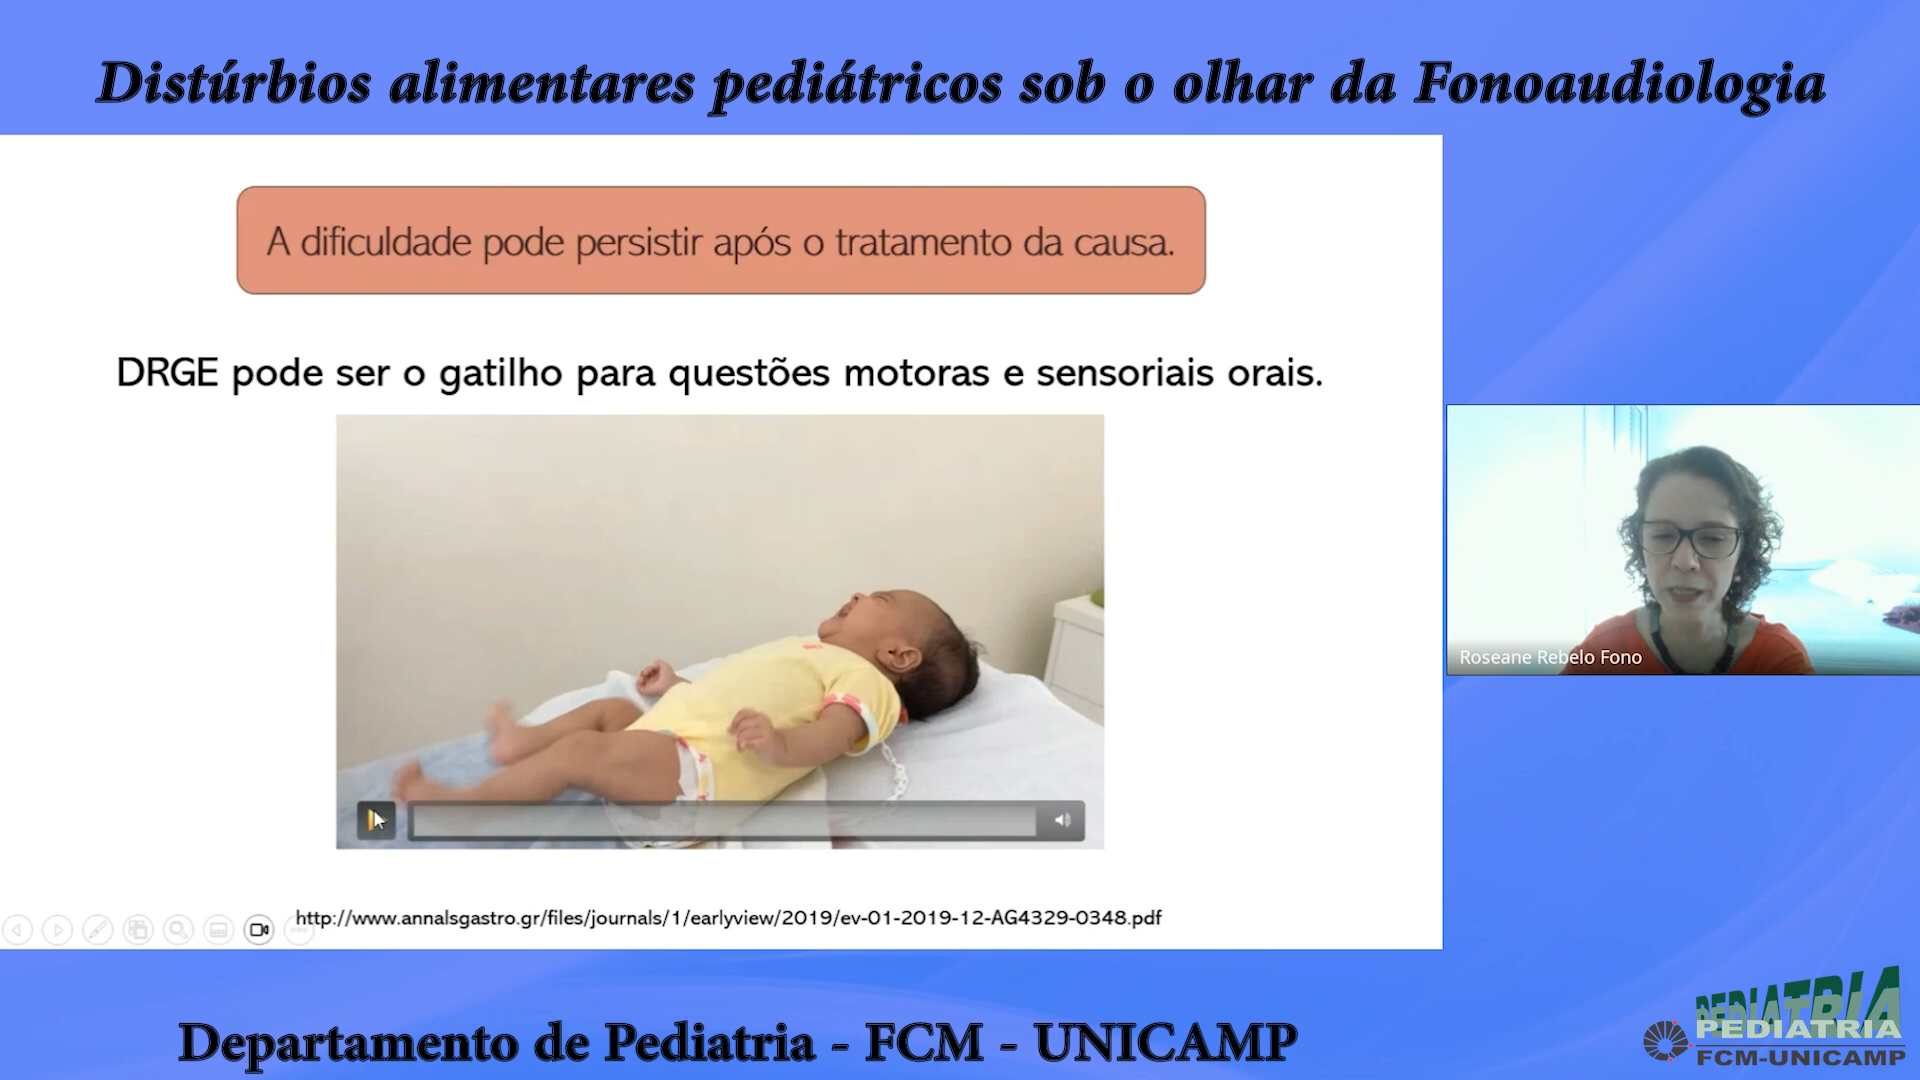 Distúrbios alimentares pediátricos sob o olhar da Fonoaudiologia
A dificuldade pode persistir após o tratamento da causa.
DRGE pode ser o gatilho para questões motoras e sensoriais orais.
Roseane Rebelo Fono
http://www.annalsgastro.gr/files/journals/1/earlyview/2019/ev-01-2019-12-AG4329-0348.pdf
Departamento de Pediatria - FCM - UNICAMP
PEDIATRIA
PEDIATRIA
FCM-UNICAMP